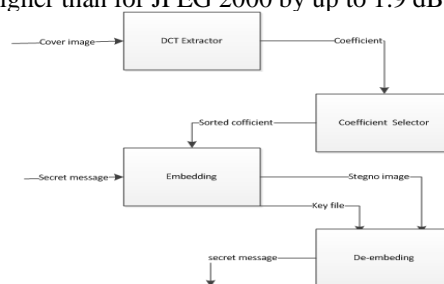 igher than for JPEG 2000 by up to 1.9 dB
Cover image
DCT Extractor
Coefficient
Sorted cofficient
Coefficient Selector
Secret message
Embedding
Stegno image
Key file
secret message
De-embeding